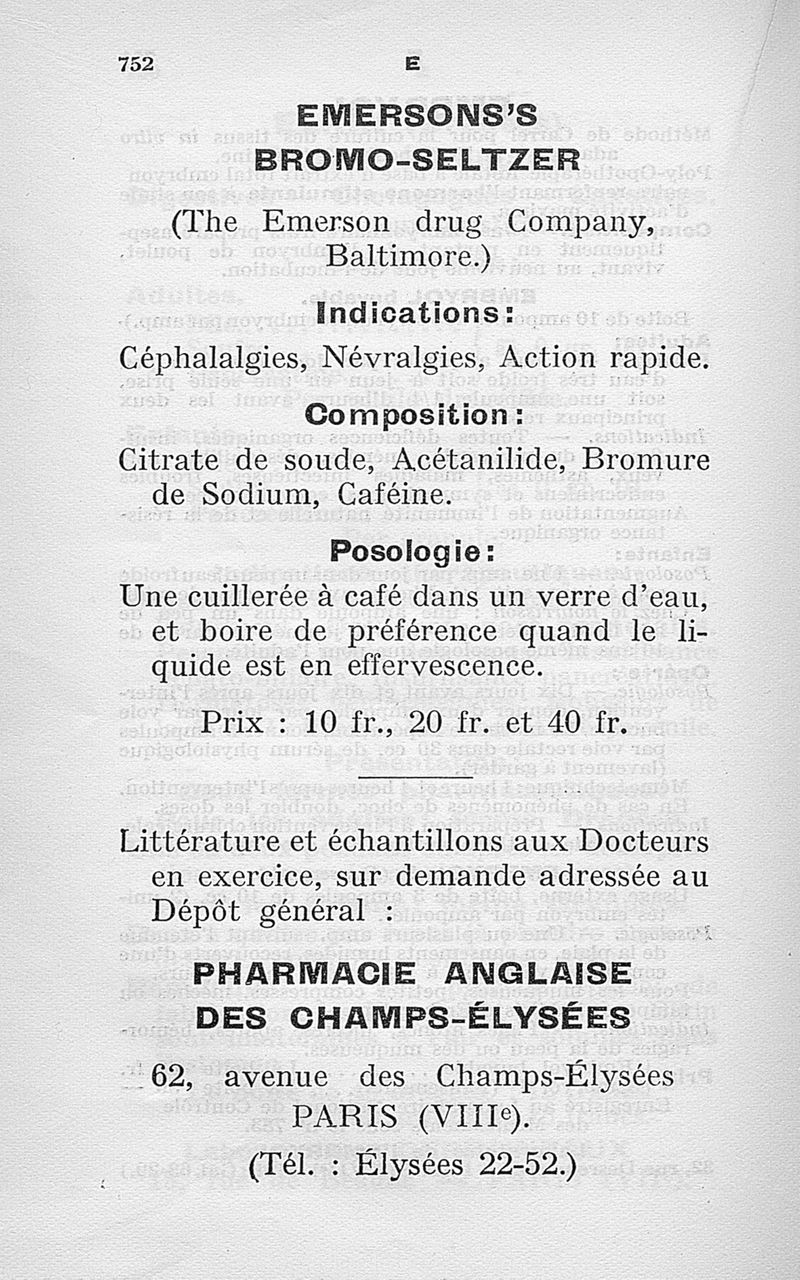 752
E
EMERSONS'S
BROMO-SELTZER
(The Emerson drug Company,
Baltimore.)
Indications :
Céphalalgies, Névralgies, Action rapide.
Composition :
Citrate de soude, Acétanilide, Bromure
de Sodium, Caféine.
Posologie :
Une cuillerée à café dans un verre d'eau,
et boire de préférence quand le li-
quide est en effervescence.
Prix : 10 fr., 20 fr. et 40 fr.
Littérature et échantillons aux Docteurs
en exercice, sur demande adressée au
Dépôt général :
PHARMACIE ANGLAISE
DES CHAMPS-ÉLYSÉES
62, avenue des Champs-Élysées
PARIS (VIIIe).
(Tél. : Élysées 22-52.)